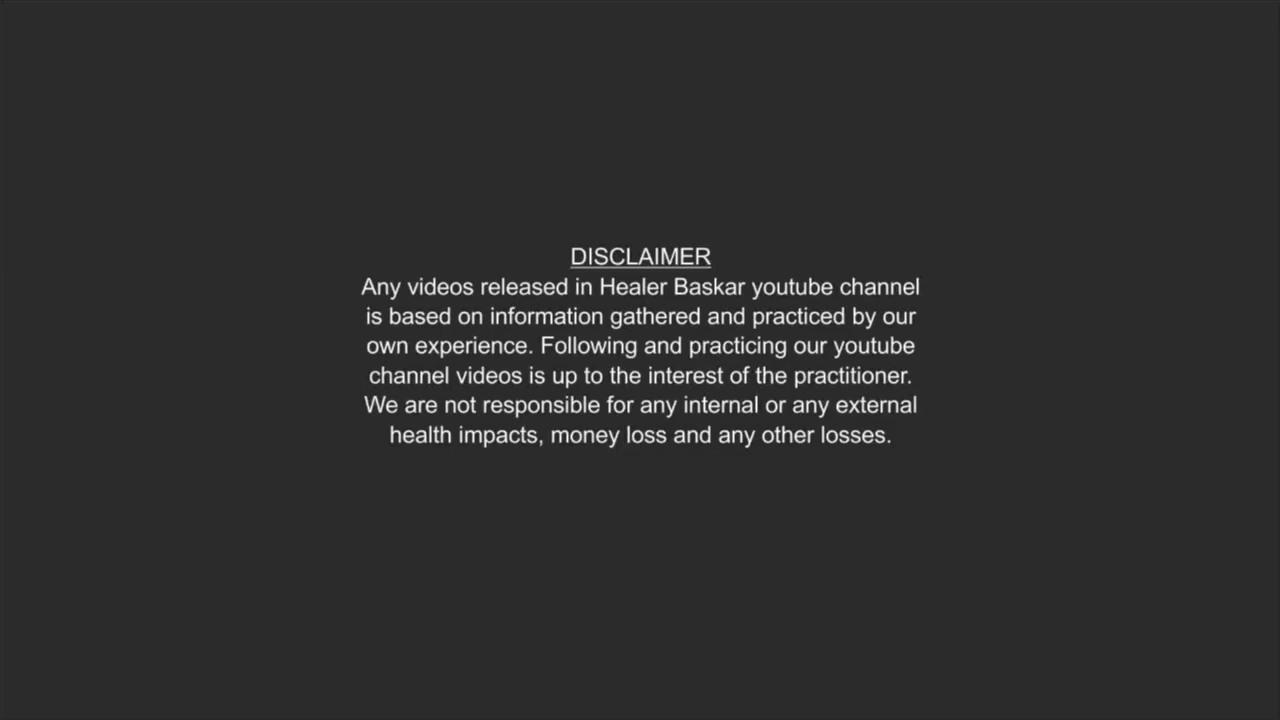 DISCLAIMER
Any videos released in Healer Baskar youtube channel
is based on information gathered and practiced by our
own experience. Following and practicing our youtube
channel videos is up to the interest of the practitioner.
We are not responsible for any internal or any external
health impacts, money loss and any other losses.